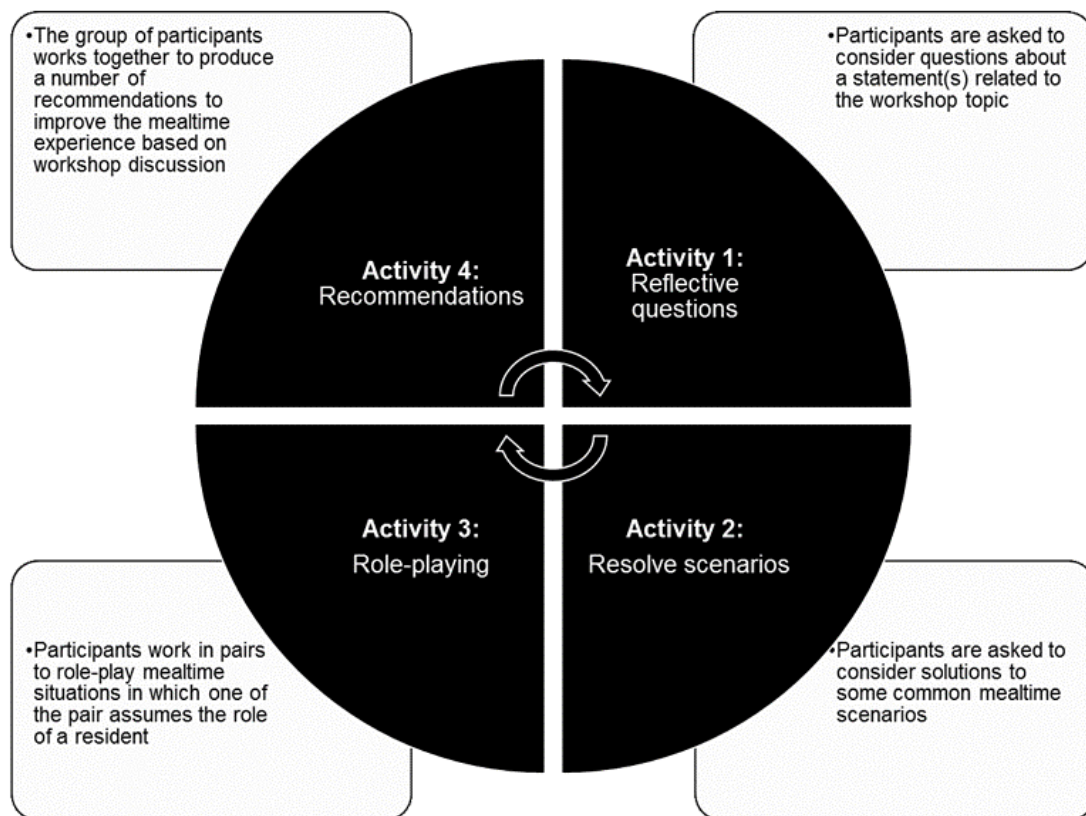 •The group of participants
works together to produce
a number of
recommendations to
improve the mealtime
experience based on
workshop discussion
•Participants are asked to
consider questions about
a statement(s) related to
the workshop topic
Activity 4:
Recommendations
Activity 1:
Reflective
questions
Activity 3:
Role-playing
Activity 2:
Resolve scenarios
•Participants work in pairs
to role-play mealtime
situations in which one of
the pair assumes the role
of a resident
•Participants are asked to
consider solutions to
some common mealtime
scenarios